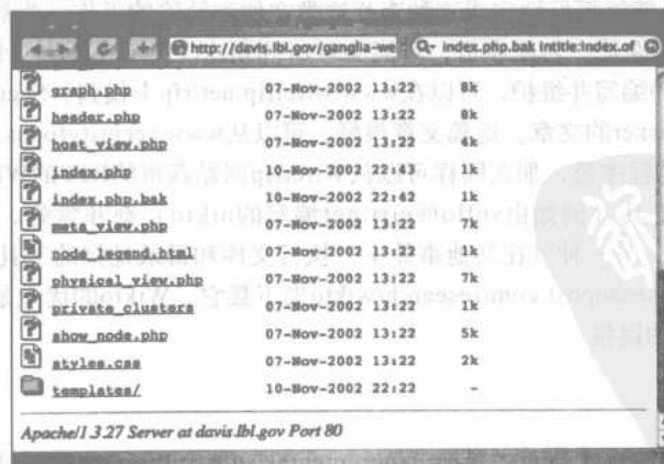 http://davis.lbl.gov/ganglia-we
index.php.bak intitle:index.of
graph.php 07-Nov-2002 13:22 8k
header.php 07-Nov-2002 13:22 8k
host_view.php 07-Nov-2002 13:22 4k
index.php 10-Nov-2002 22:42 1k
index.php.bak 10-Nov-2002 22:42 1k
meta_view.php 07-Nov-2002 13:22 7k
node_legend.html 07-Nov-2002 13:22 1k
physical_view.php 07-Nov-2002 13:22 7k
private_clusters 07-Nov-2002 13:22 1k
show_node.php 07-Nov-2002 13:22 5k
styles.css 07-Nov-2002 13:22 2k
templates/ 10-Nov-2002 22:22 -
Apache/1.3.27 Server at davis.lbl.gov Port 80